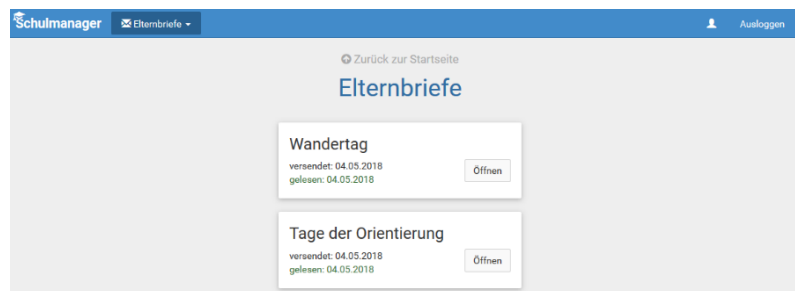 Schulmanager Elternbriefe Ausloggen
Zurück zur Startseite
Elternbriefe
Wandertag
versendet: 04.05.2018
gelesen: 04.05.2018
Öffnen
Tage der Orientierung
versendet: 04.05.2018
gelesen: 04.05.2018
Öffnen